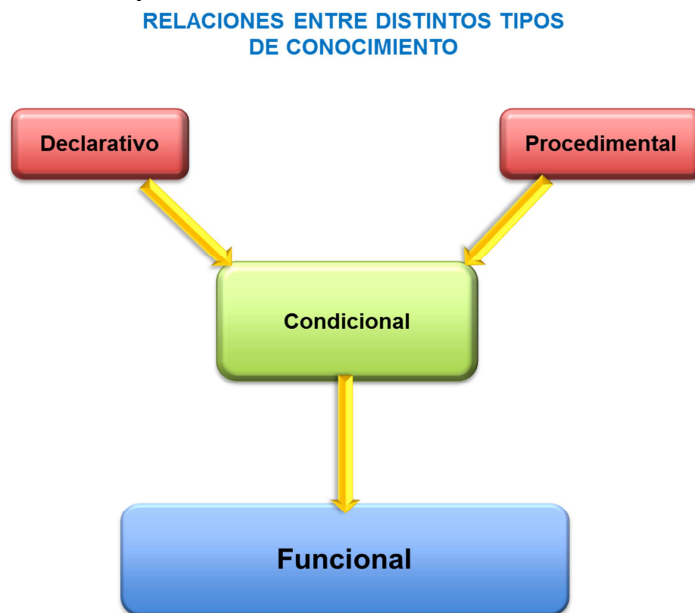 RELACIONES ENTRE DISTINTOS TIPOS
DE CONOCIMIENTO
Declarativo
Procedimental
Condicional
Funcional